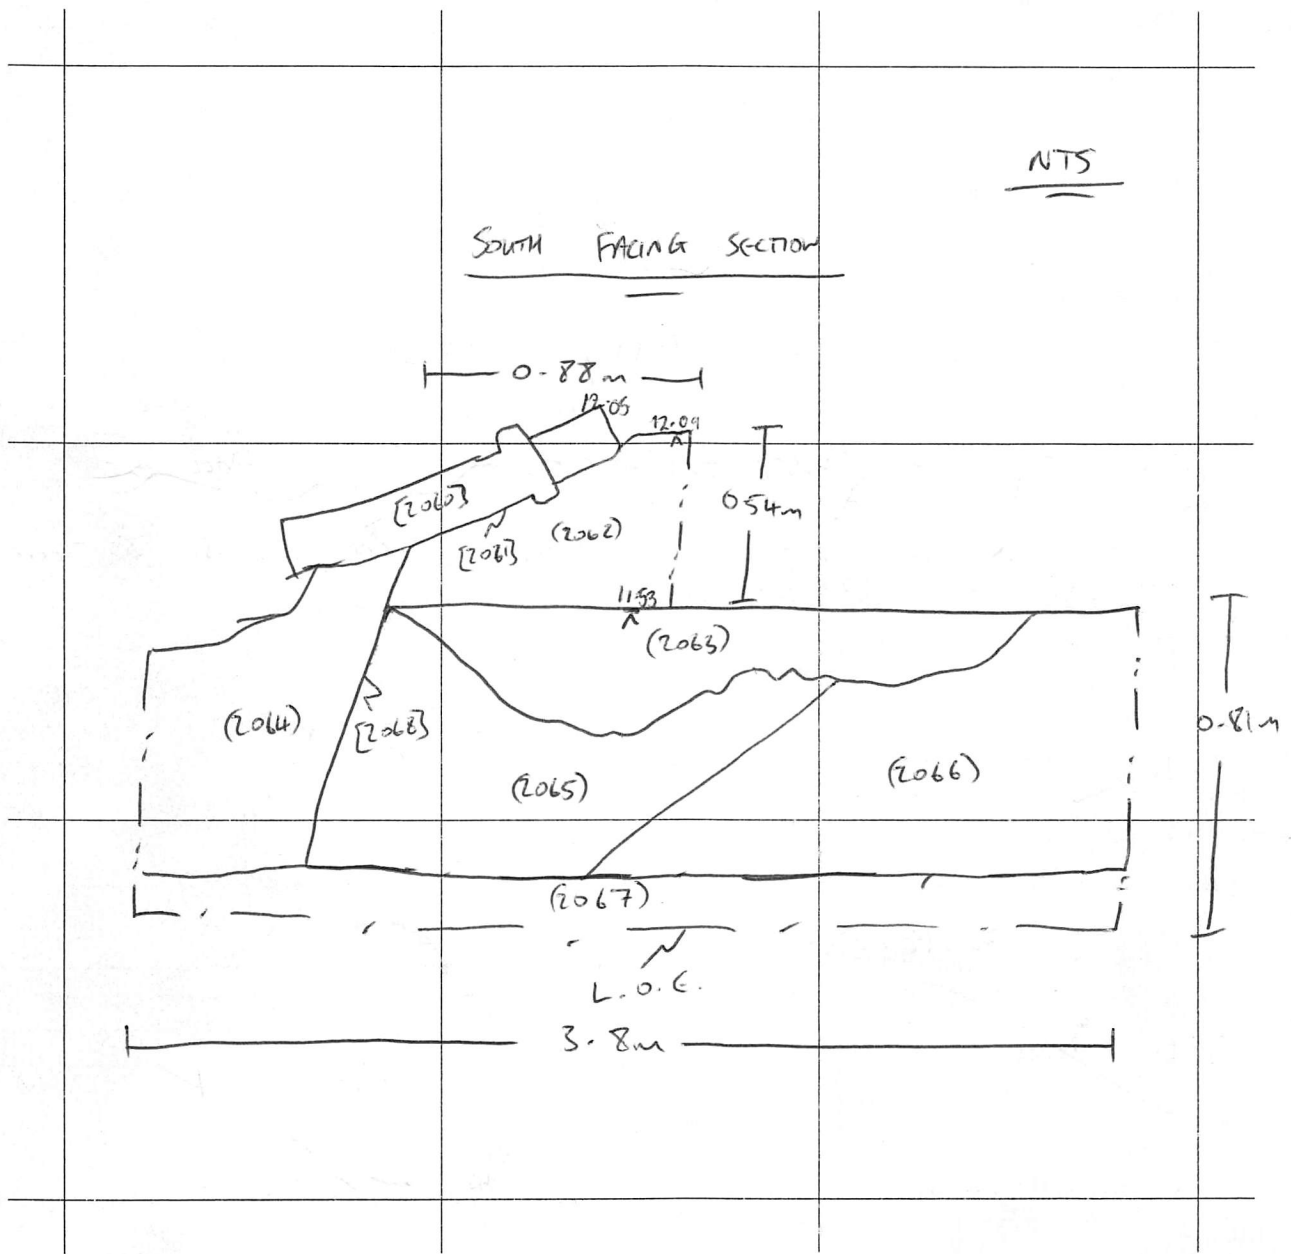 NTS
SOUTH FACING SECTION
0.88m
12.05
12.09
[2060]
0.54m
(2062)
[2061]
11.53
(2063)
(2064)
[2068]
0.81m
(2065)
(2066)
(2067)
L.O.E.
3.8m